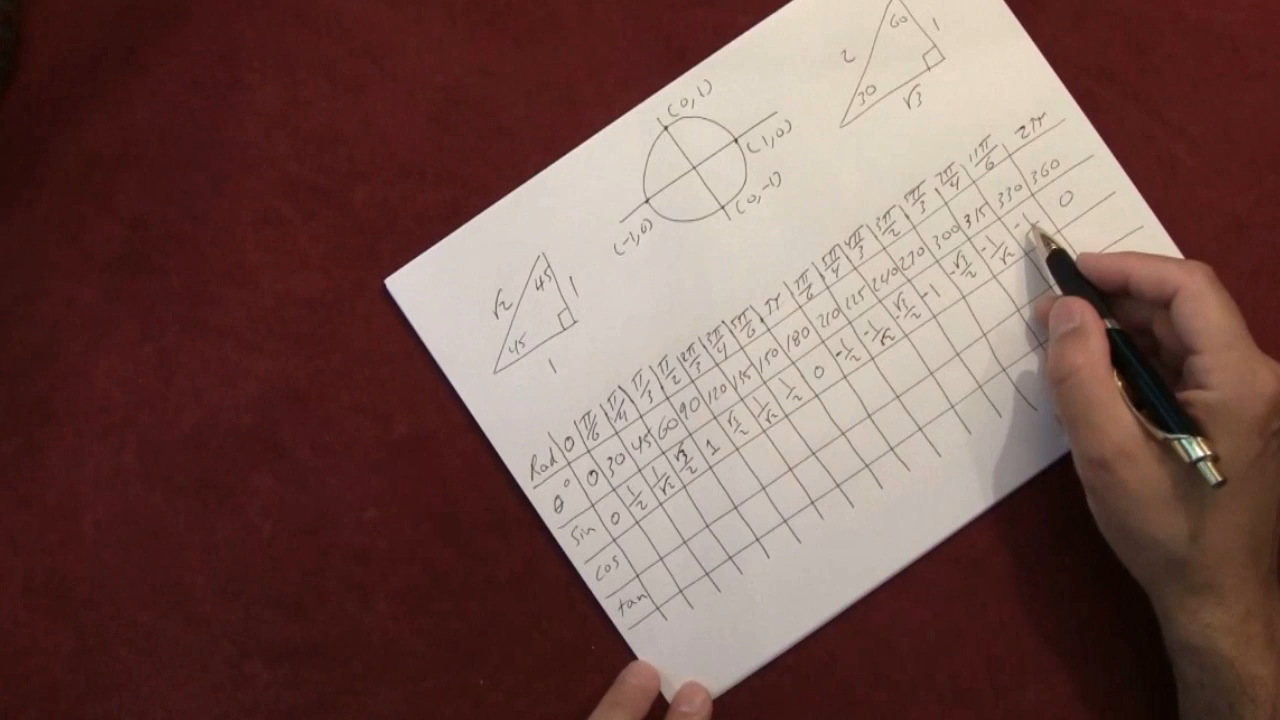 (0,1)
(1,0)
(0,-1)
(-1,0)
60
2
1
30
√3
√2
45
1
45
1
Rad 0 π/6 π/4 π/3 π/2 2π/3 3π/4 5π/6 π 7π/6 5π/4 4π/3 3π/2 5π/3 7π/4 11π/6 2π
θ° 0 30 45 60 90 120 135 150 180 210 225 240 270 300 315 330 360
sin 0 1/2 1/√2 √3/2 1 √3/2 1/√2 1/2 0 -1/2 -1/√2 -√3/2 -1 -√3/2 -1/√2 -1 0
cos
tan